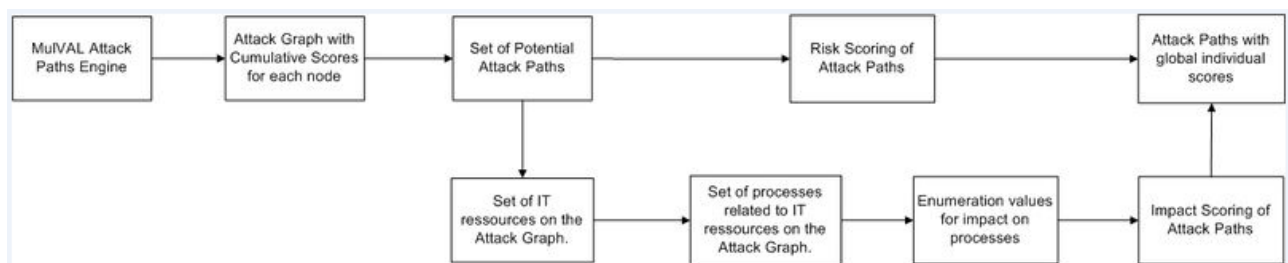 MulVAL Attack
Paths Engine
Attack Graph with
Cumulative Scores
for each node
Set of Potential
Attack Paths
Risk Scoring of
Attack Paths
Attack Paths with
global individual
scores
Set of IT
ressources on the
Attack Graph.
Set of processes
related to IT
ressources on the
Attack Graph.
Enumeration values
for impact on
processes
Impact Scoring of
Attack Paths